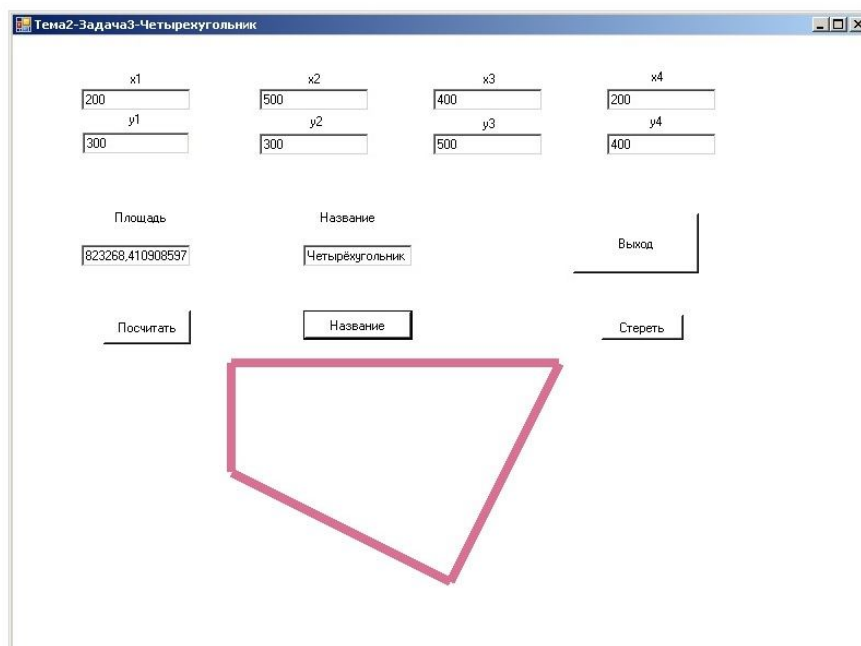 Тема2-Задача3-Четырехугольник
x1 x2 x3 x4
200 500 400 200
y1 y2 y3 y4
300 300 500 400
Площадь Название
823268,410908597 Четырёхугольник Выход
Посчитать Название Стереть